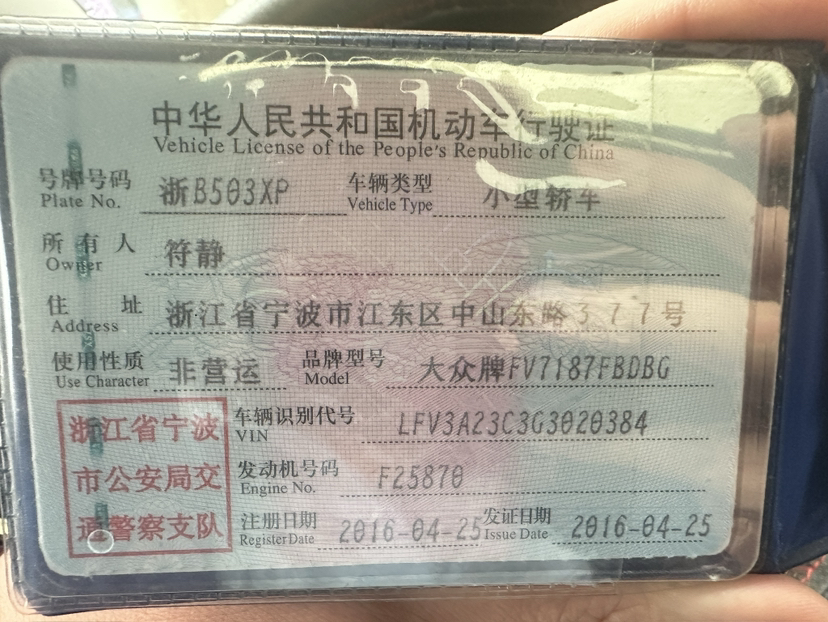 中华人民共和国机动车行驶证
Vehicle License of the People's Republic of China
号牌号码 浙B503XP 车辆类型 小型轿车
Plate No. Vehicle Type
所有人 符静
Owner
住址 浙江省宁波市江东区中山东路377号
Address
使用性质 非营运 品牌型号 大众牌FV7187FBDBG
Use Character Model
浙江省宁波 车辆识别代号 LFV3A23C3G3020384
VIN
市公安局交 发动机号码 F25870
Engine No.
通警察支队 注册日期 2016-04-25 发证日期 2016-04-25
Register Date Issue Date